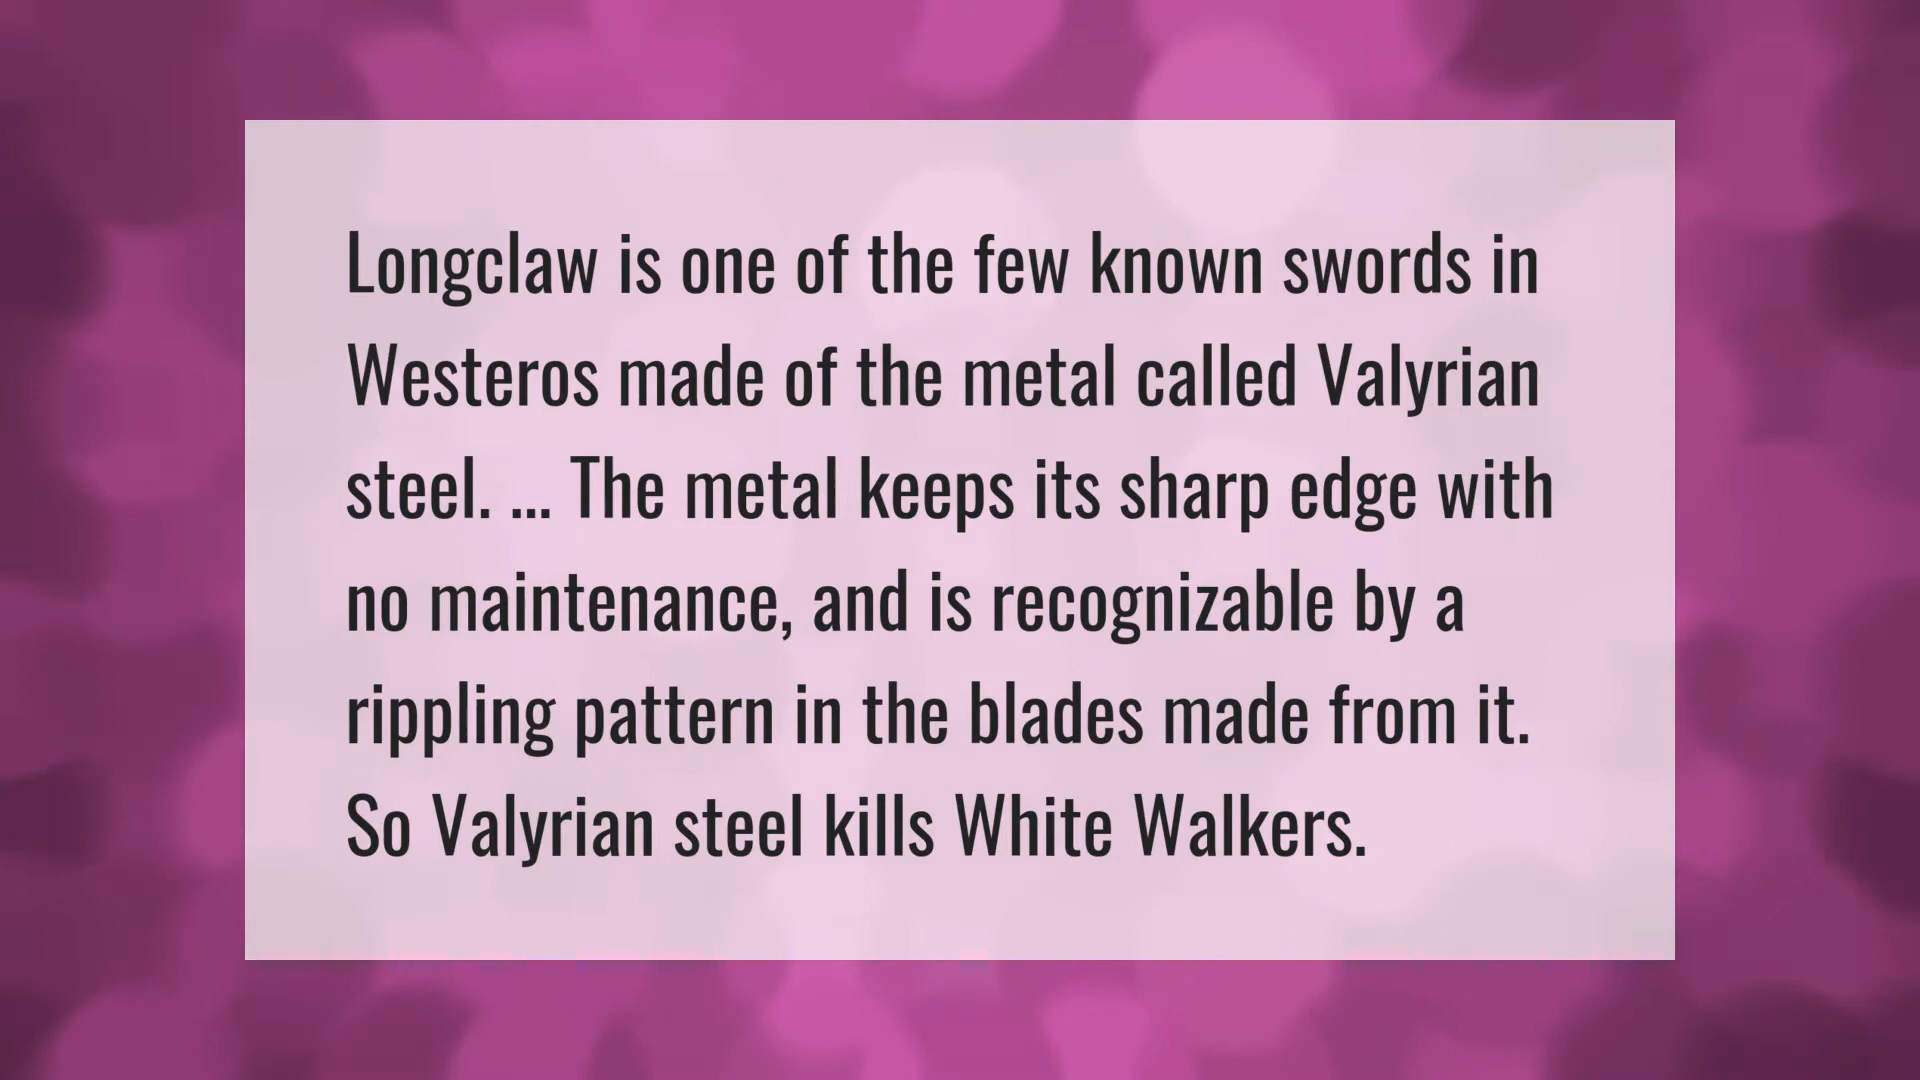 Longclaw is one of the few known swords in
Westeros made of the metal called Valyrian
steel. ... The metal keeps its sharp edge with
no maintenance, and is recognizable by a
rippling pattern in the blades made from it.
So Valyrian steel kills White Walkers.